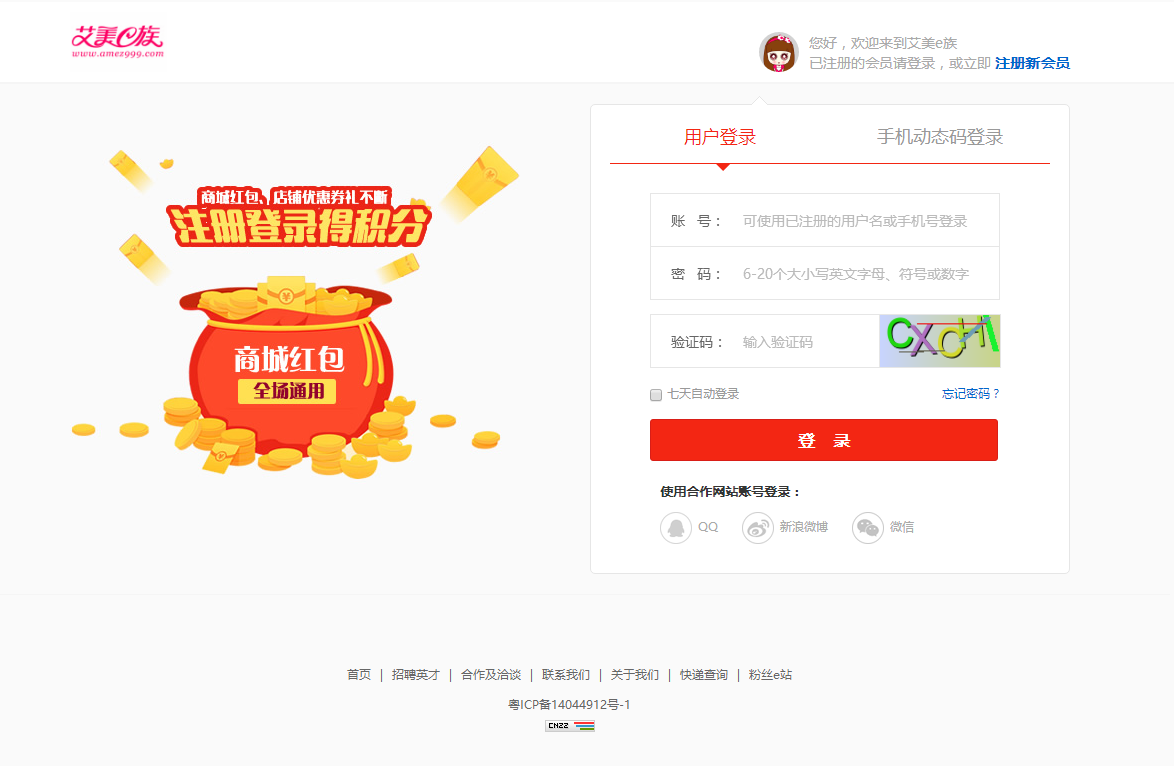 艾美e族
www.amez999.com
您好，欢迎来到艾美e族
已注册的会员请登录，或立即 注册新会员
商城红包、店铺优惠券礼不断
注册登录得积分
商城红包
全场通用
用户登录 手机动态码登录
账 号： 可使用已注册的用户名或手机号登录
密 码： 6-20个大小写英文字母、符号或数字
验证码： 输入验证码 CXCH
七天自动登录 忘记密码？
登 录
使用合作网站账号登录：
QQ 新浪微博 微信
首页 | 招聘英才 | 合作及洽谈 | 联系我们 | 关于我们 | 快递查询 | 粉丝e站
粤ICP备14044912号-1
CNZZ